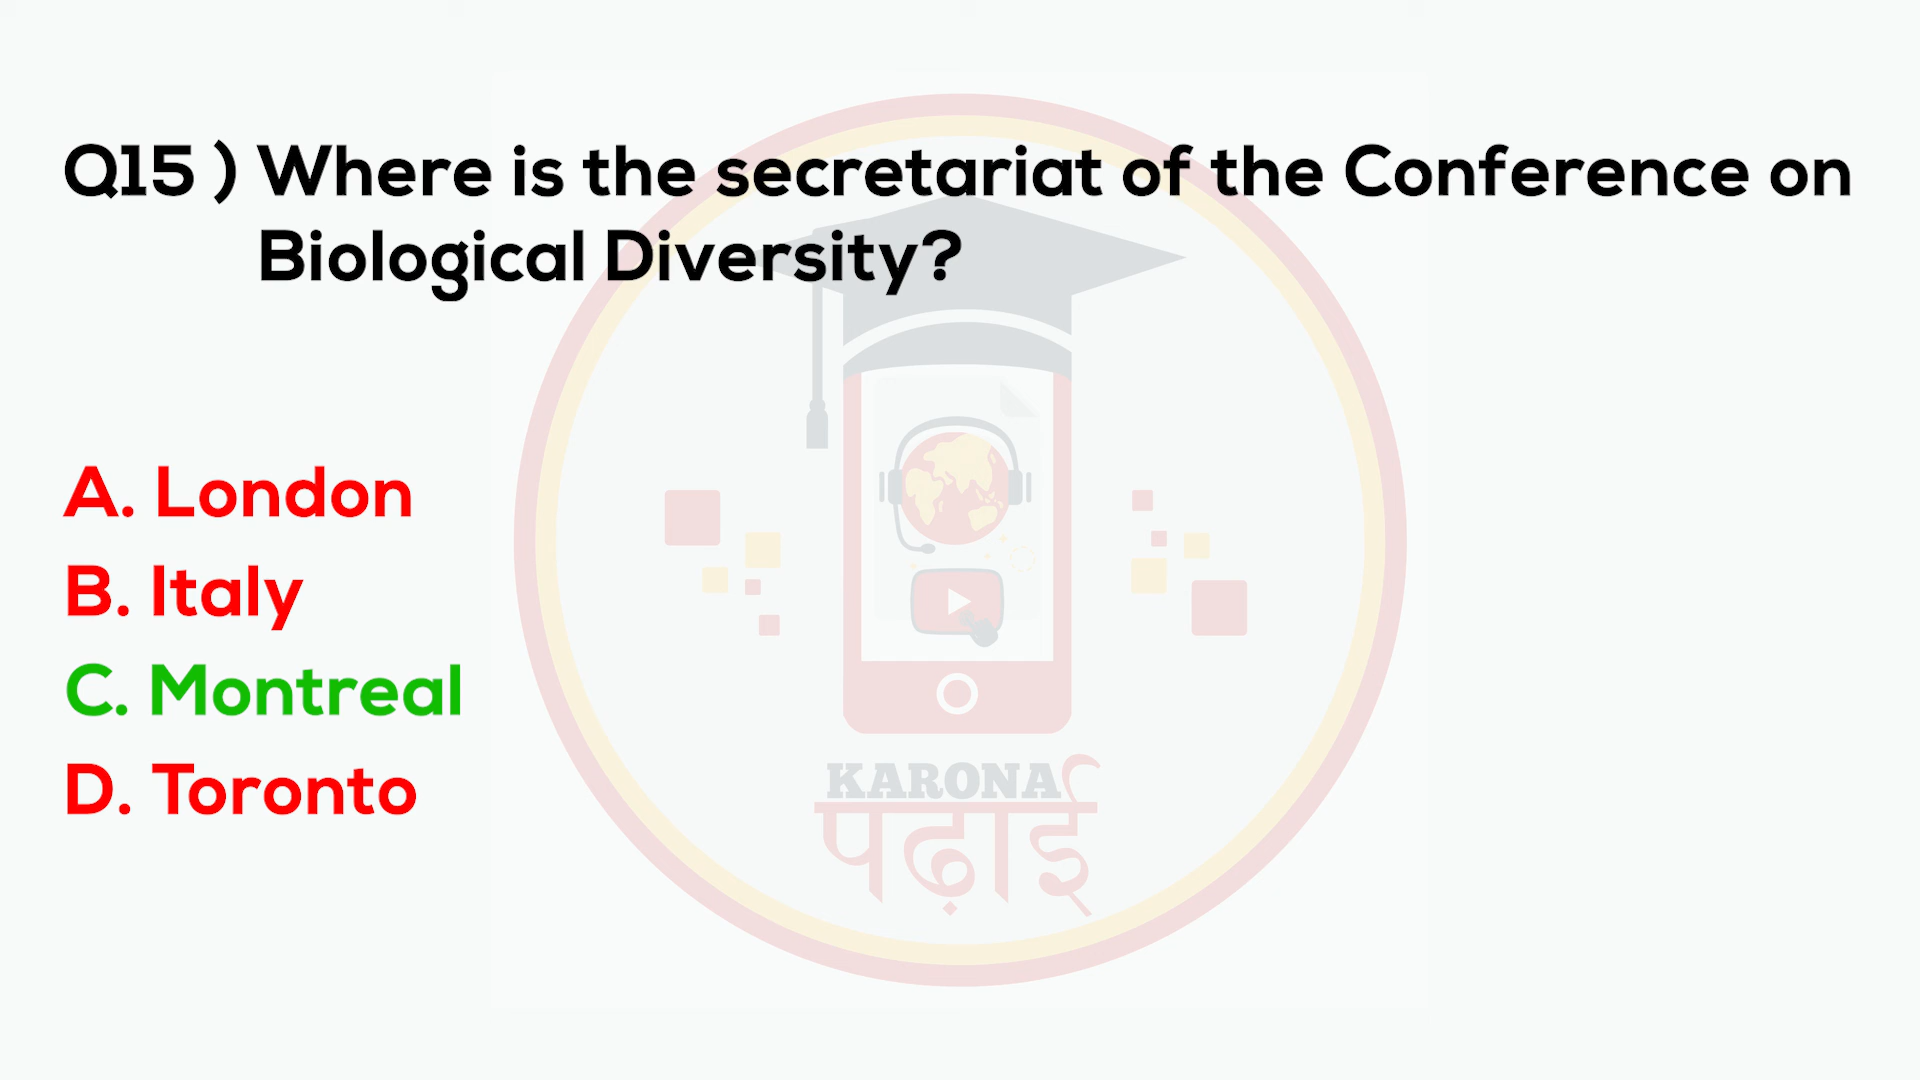 Q15 ) Where is the secretariat of the Conference on
Biological Diversity?
A. London
B. Italy
C. Montreal
D. Toronto
KARONA
पढ़ाई